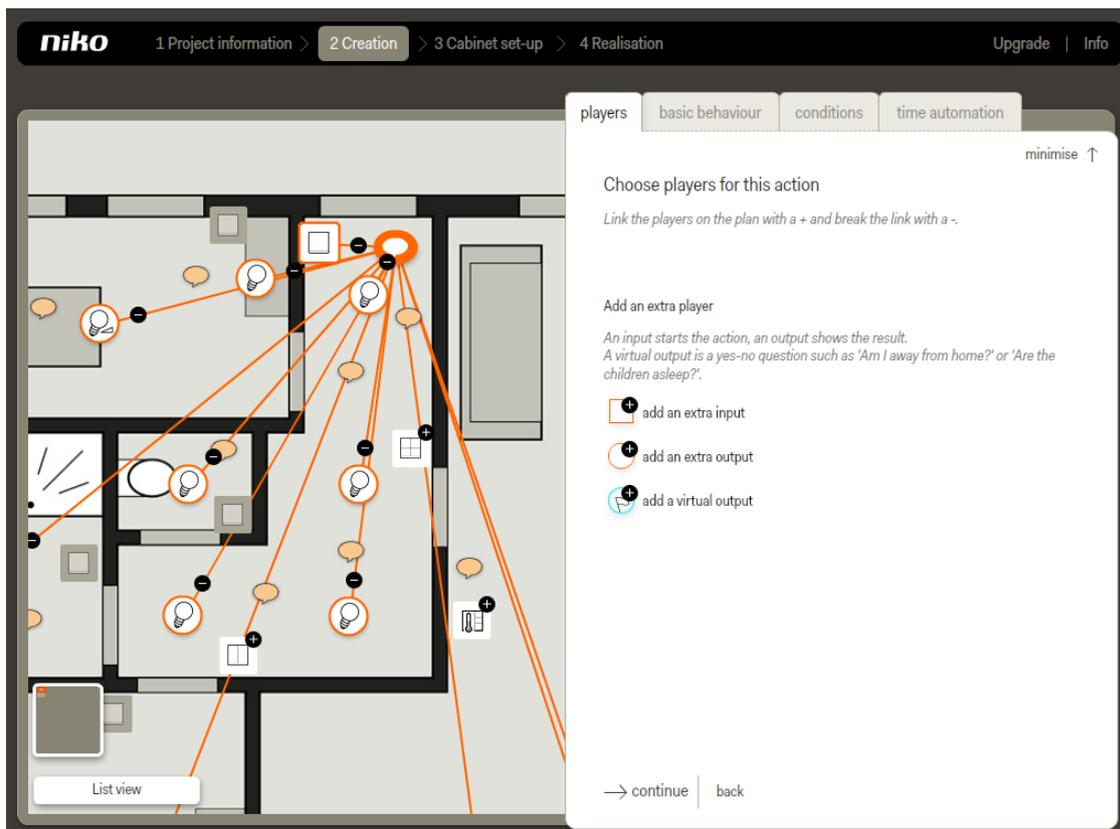 niko
1 Project information
2 Creation
3 Cabinet set-up
4 Realisation
Upgrade | Info
players
basic behaviour
conditions
time automation
minimise ↑
Choose players for this action
Link the players on the plan with a + and break the link with a -.
Add an extra player
An input starts the action, an output shows the result.
A virtual output is a yes-no question such as 'Am I away from home?' or 'Are the
children asleep?'.
add an extra input
add an extra output
add a virtual output
→ continue
back
List view